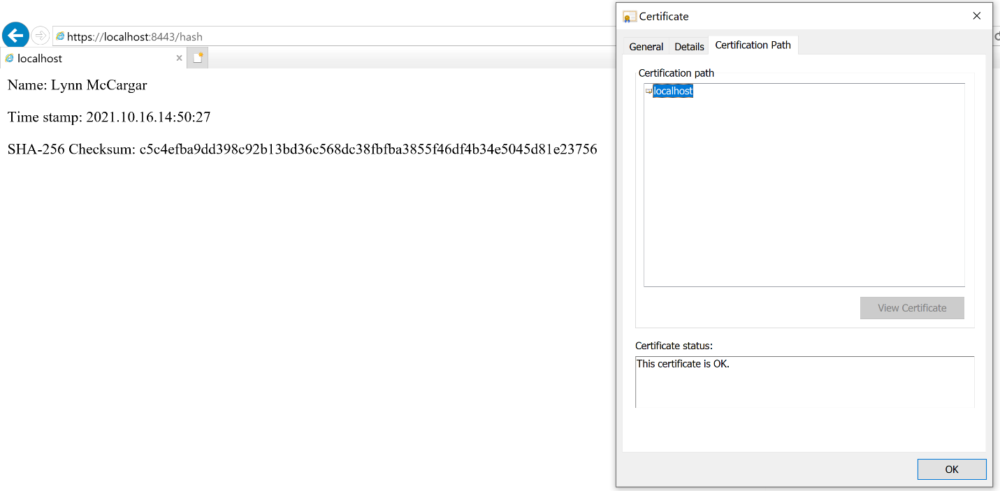 https://localhost:8443/hash
localhost
Name: Lynn McCargar
Time stamp: 2021.10.16.14:50:27
SHA-256 Checksum: c5c4efba9dd398c92b13bd36c568dc38fbfba3855f46df4b34e5045d81e23756
Certificate
General Details Certification Path
Certification path
localhost
View Certificate
Certificate status:
This certificate is OK.
OK